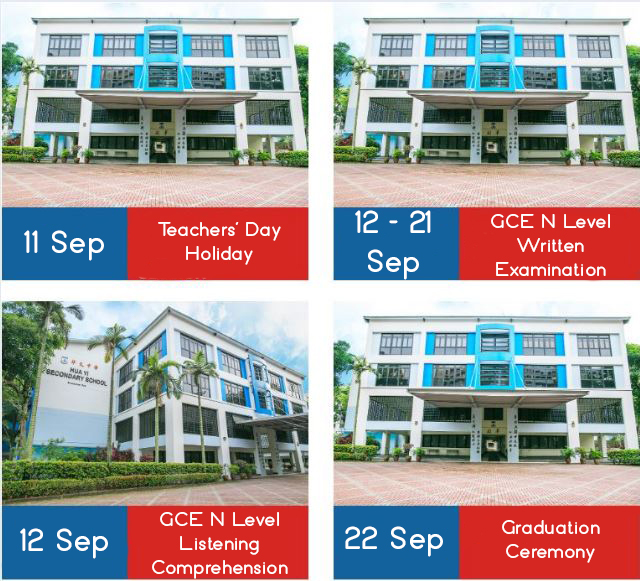 11 Sep
Teachers' Day
Holiday
12 - 21
Sep
GCE N Level
Written
Examination
HUA YI
SECONDARY SCHOOL
12 Sep
GCE N Level
Listening
Comprehension
22 Sep
Graduation
Ceremony